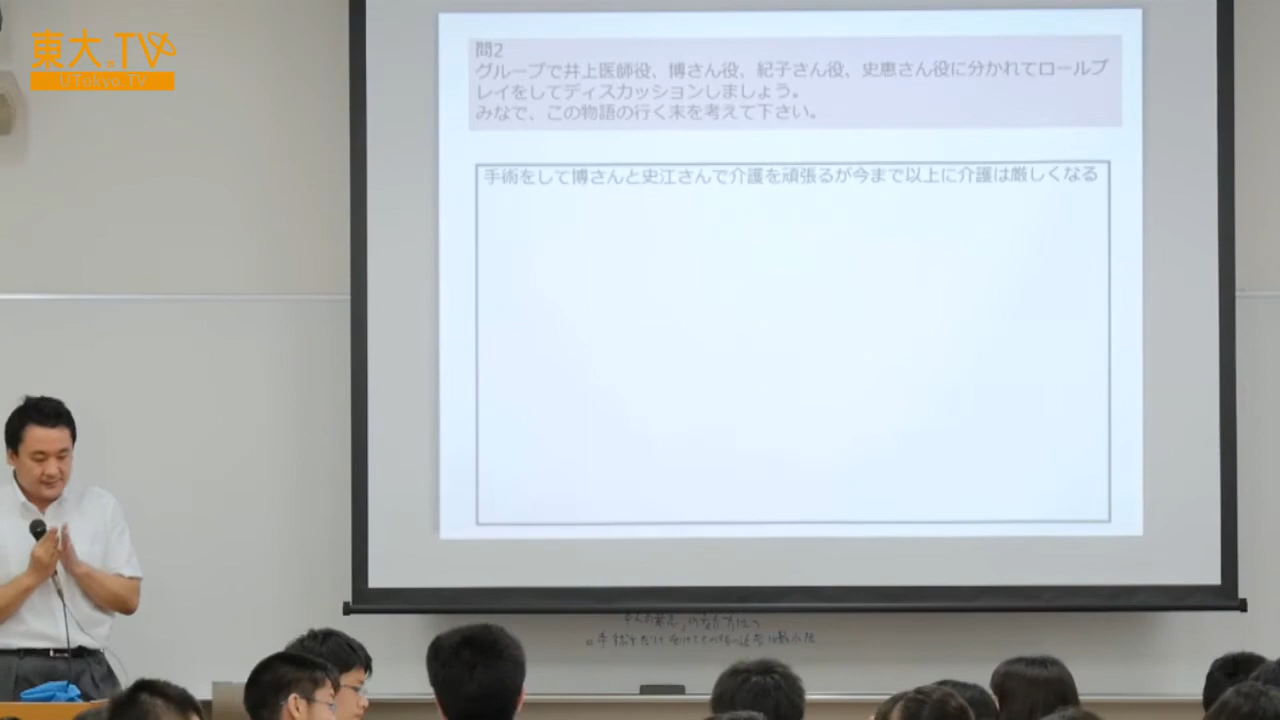 東大TV
UTokyo.TV
問2
グループで井上医師役、博さん役、紀子さん役、史恵さん役に分かれてロールプ
レイをしてディスカッションしましょう。
みなで、この物語の行く末を考えて下さい。
手術をして博さんと史江さんで介護を頑張るが今まで以上に介護は厳しくなる